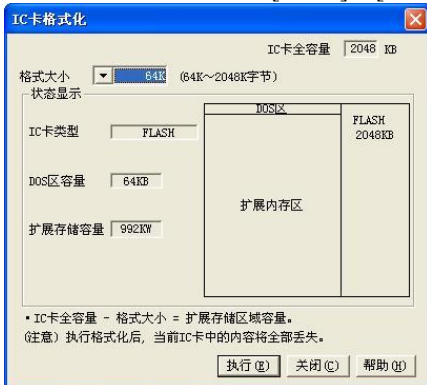 IC卡格式化
IC卡全容量 2048 KB
格式大小 64K (64K～2048K字节)
状态显示
IC卡类型 FLASH
DOS区容量 64KB
扩展存储容量 992KW
DOS区
扩展内存区
FLASH
2048KB
▪IC卡全容量 - 格式大小 = 扩展存储区域容量。
(注意) 执行格式化后, 当前IC卡中的内容将全部丢失。
执行(E) 关闭(C) 帮助(H)